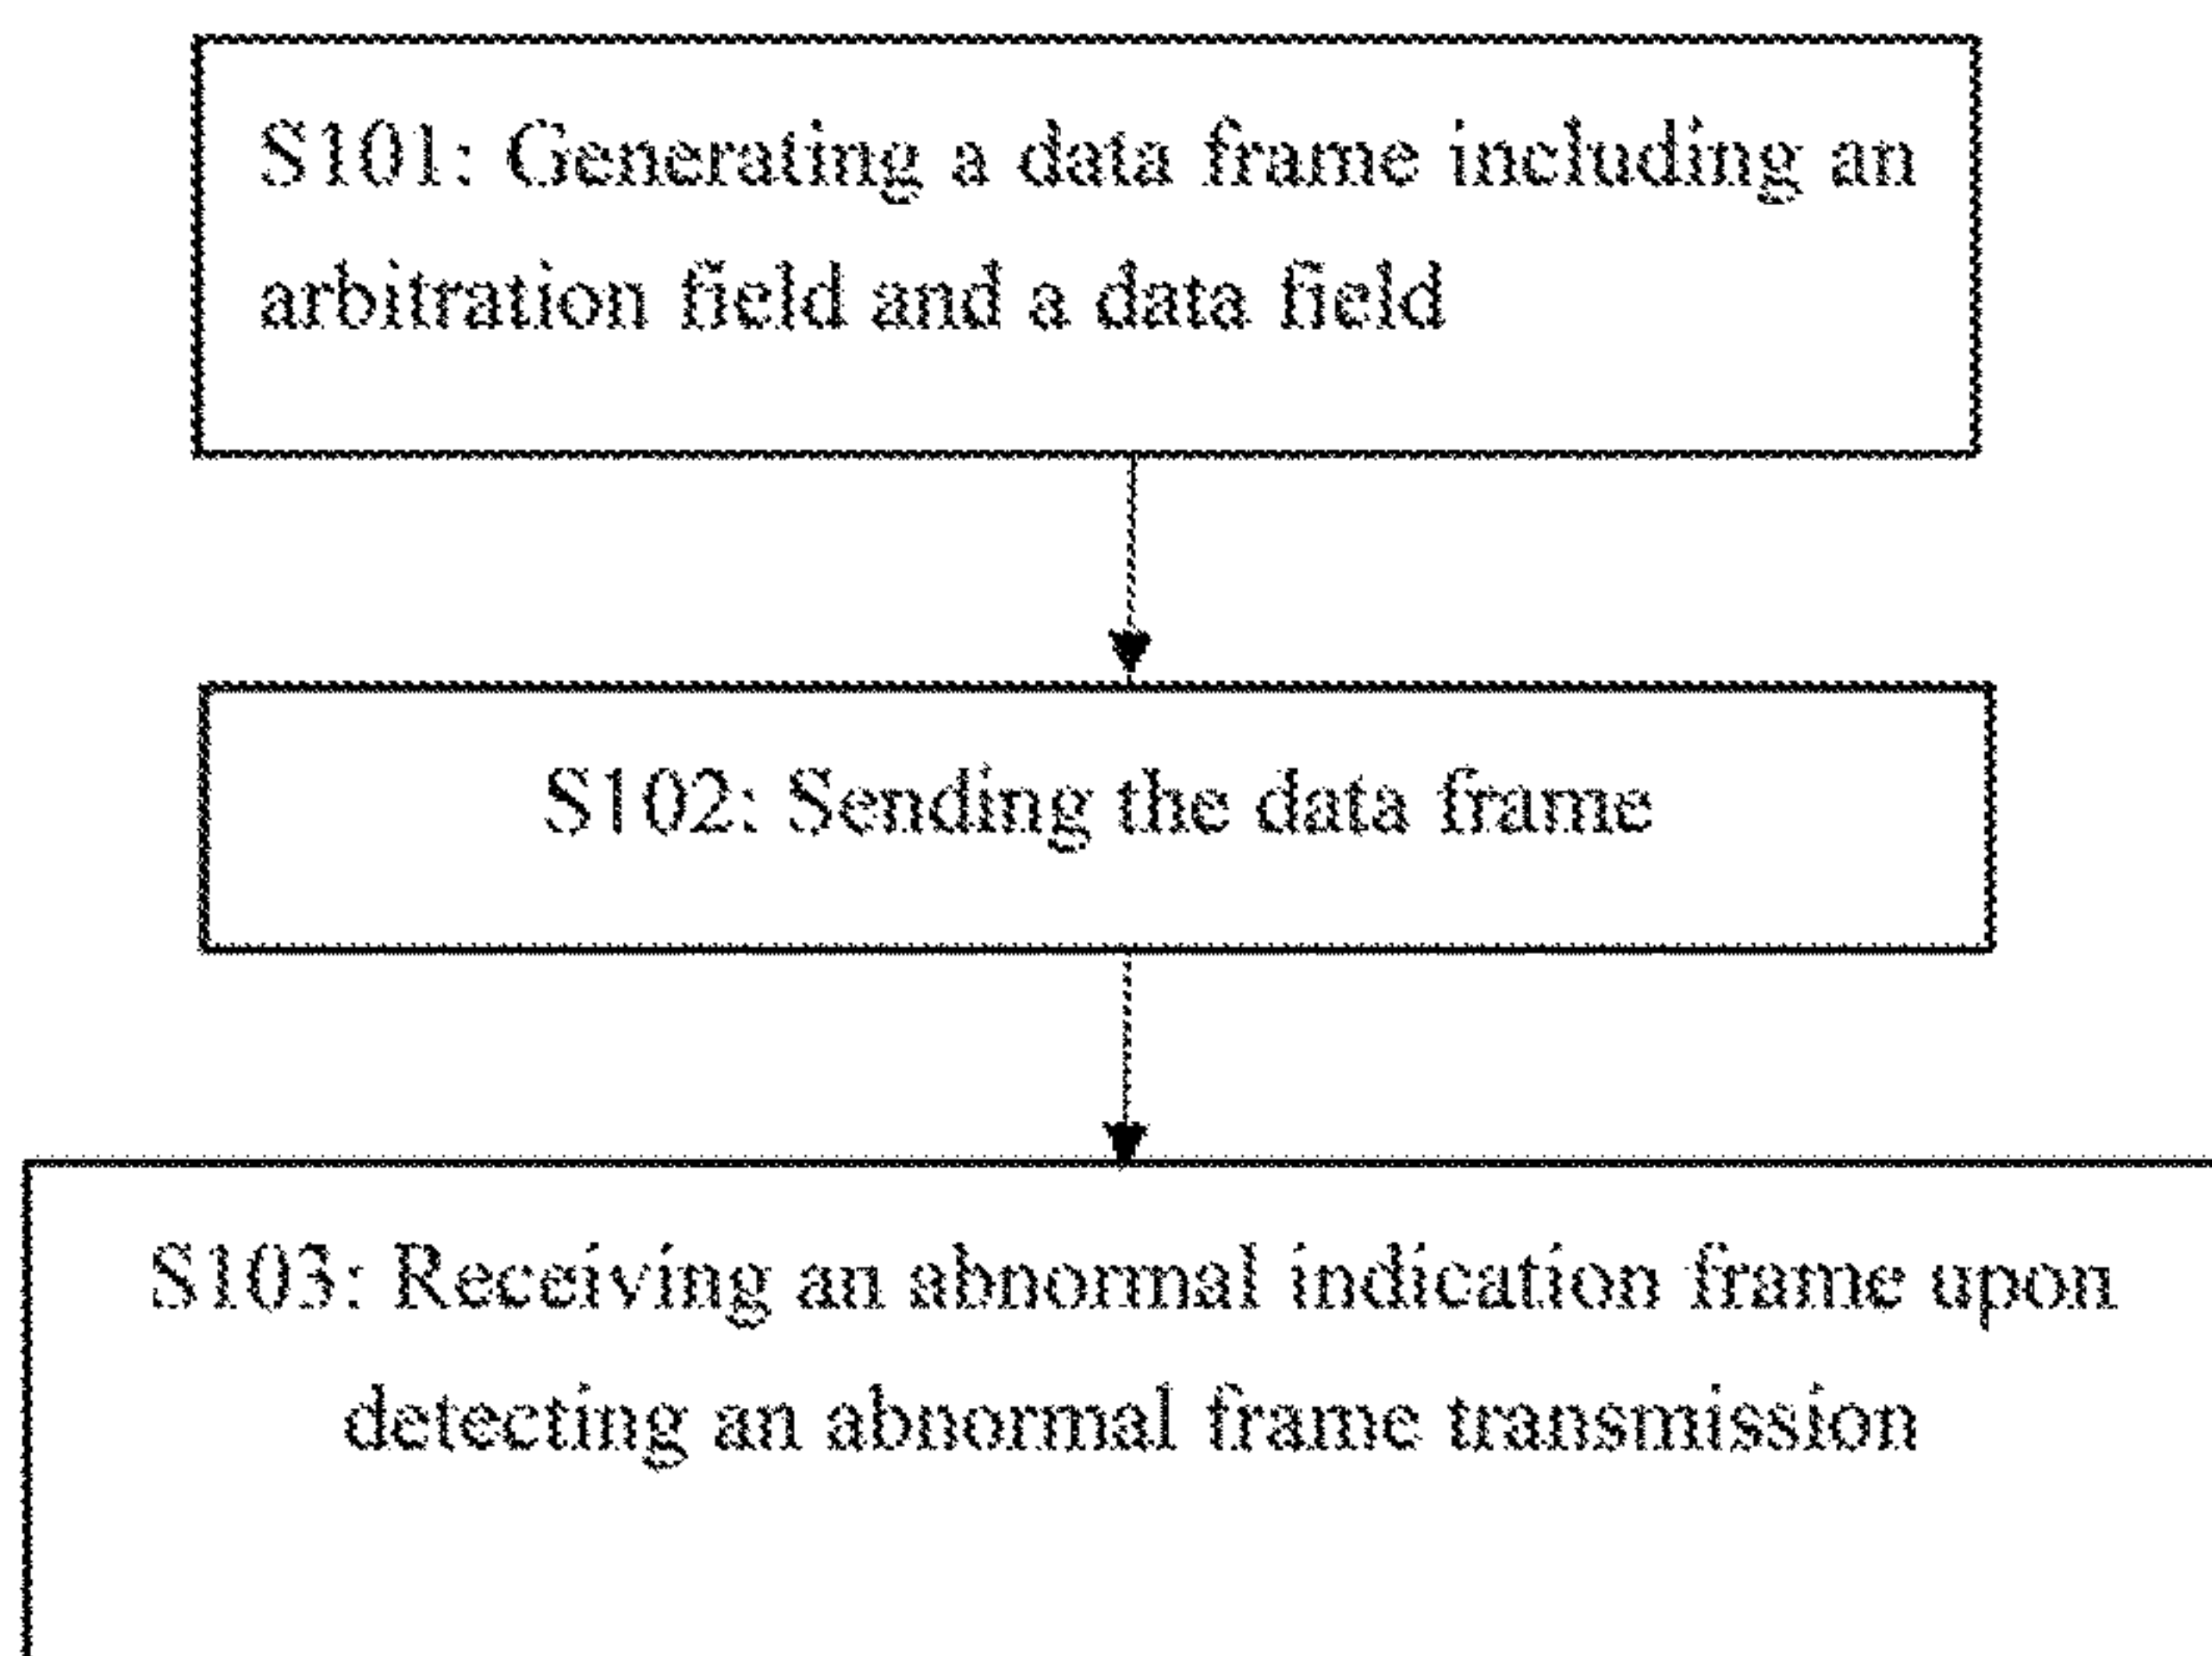 S101: Generating a data frame including an
arbitration field and a data field
S102: Sending the data frame
S103: Receiving an abnormal indication frame upon
detecting an abnormal frame transmission